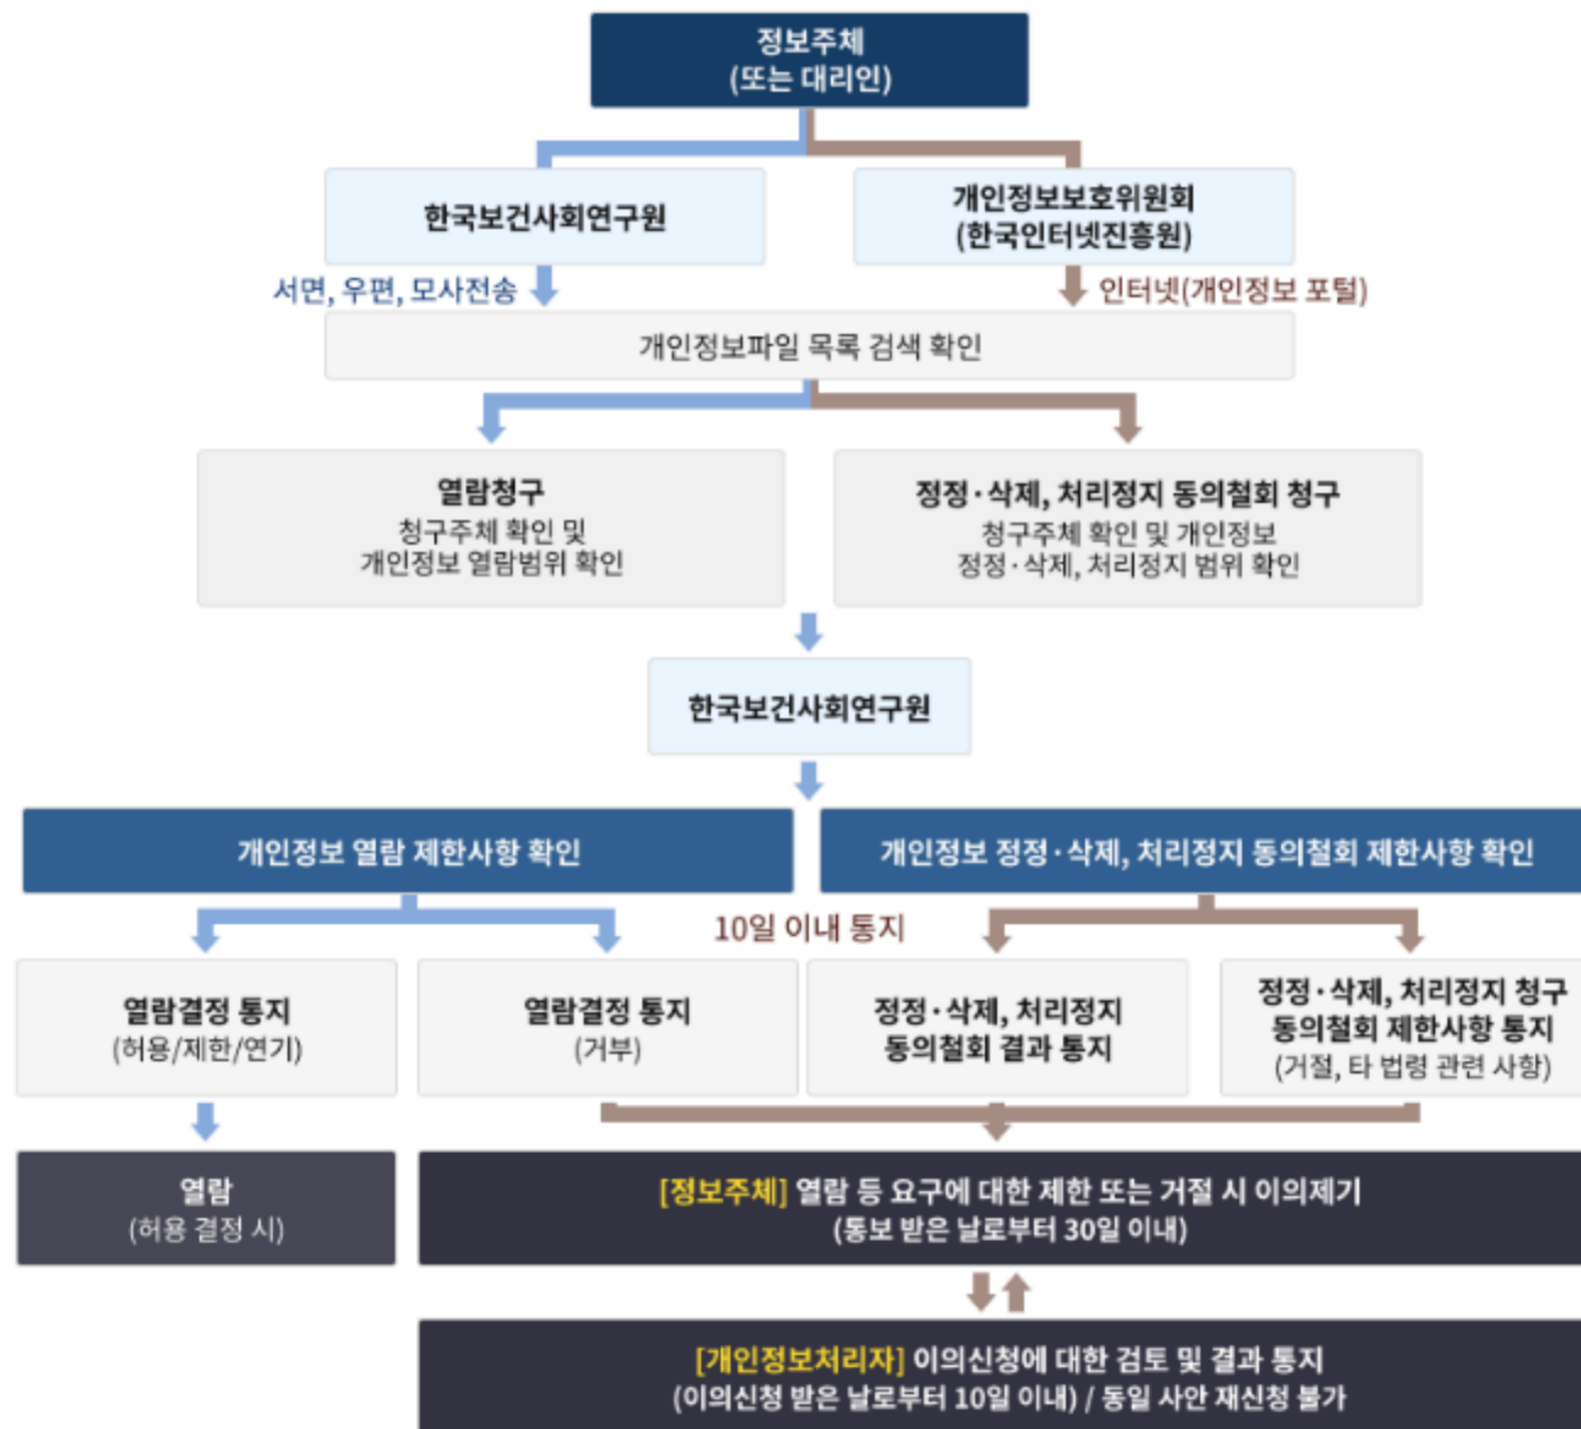 정보주체
(또는 대리인)
한국보건사회연구원
개인정보보호위원회
(한국인터넷진흥원)
서면, 우편, 모사전송
인터넷(개인정보 포털)
개인정보파일 목록 검색 확인
열람청구
청구주체 확인 및
개인정보 열람범위 확인
정정·삭제, 처리정지 동의철회 청구
청구주체 확인 및 개인정보
정정·삭제, 처리정지 범위 확인
한국보건사회연구원
개인정보 열람 제한사항 확인
개인정보 정정·삭제, 처리정지 동의철회 제한사항 확인
10일 이내 통지
열람결정 통지
(허용/제한/연기)
열람결정 통지
(거부)
정정·삭제, 처리정지
동의철회 결과 통지
정정·삭제, 처리정지 청구
동의철회 제한사항 통지
(거절, 타 법령 관련 사항)
열람
(허용 결정 시)
[정보주체] 열람 등 요구에 대한 제한 또는 거절 시 이의제기
(통보 받은 날로부터 30일 이내)
[개인정보처리자] 이의신청에 대한 검토 및 결과 통지
(이의신청 받은 날로부터 10일 이내) / 동일 사안 재신청 불가